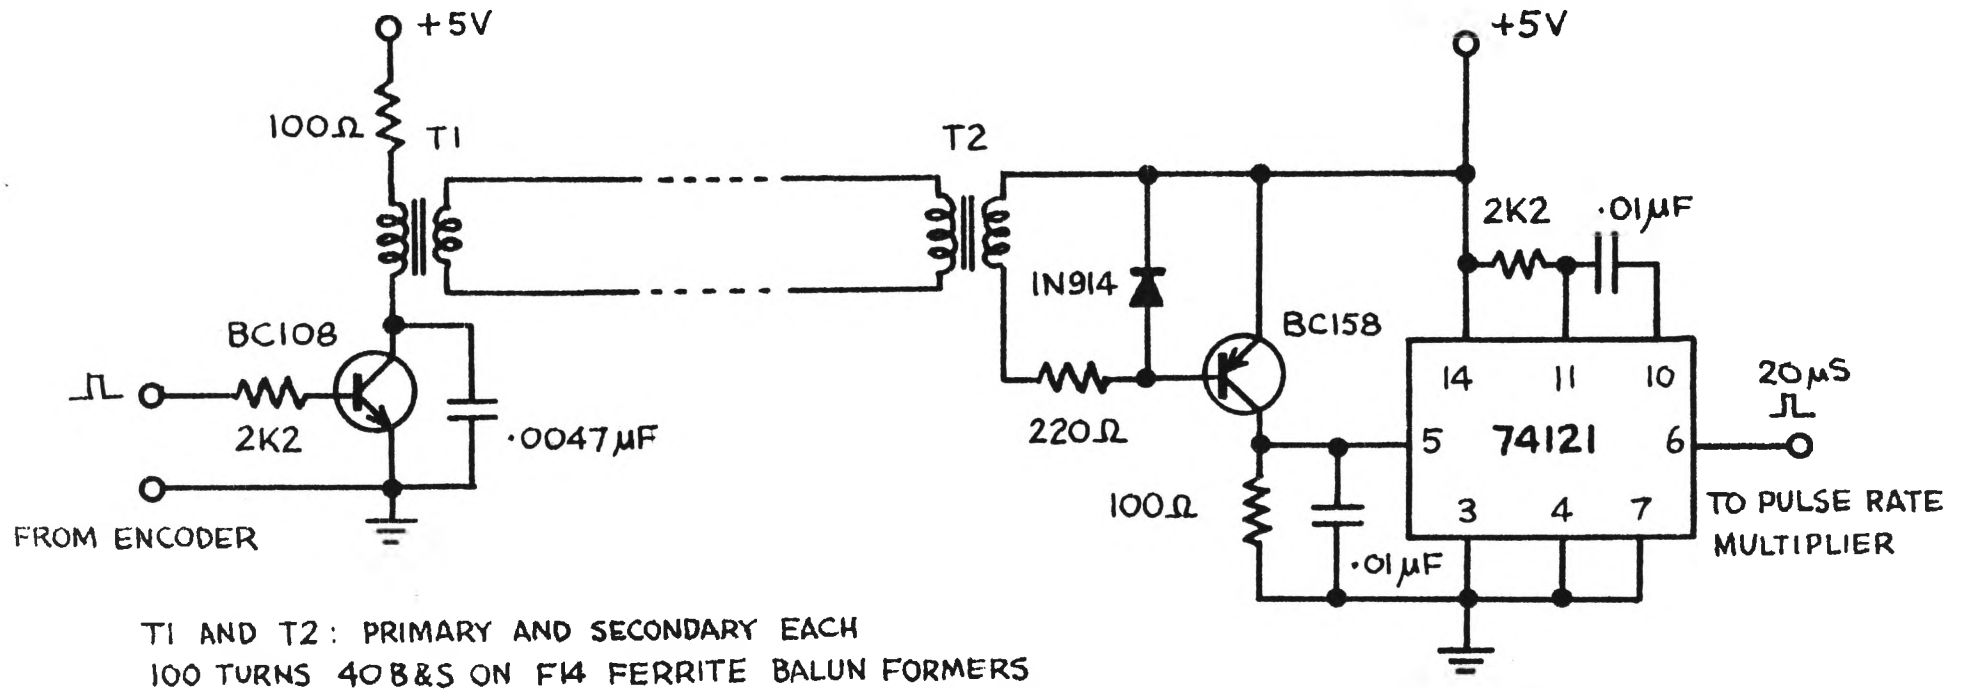 +5V
+5V
100Ω
T1
T2
2K2
.01µF
1N914
BC108
BC158
14
11
10
20µS
2K2
.0047µF
220Ω
5
74121
6
100Ω
3
4
7
TO PULSE RATE
MULTIPLIER
FROM ENCODER
.01µF
T1 AND T2: PRIMARY AND SECONDARY EACH
100 TURNS 40 B&S ON F14 FERRITE BALUN FORMERS